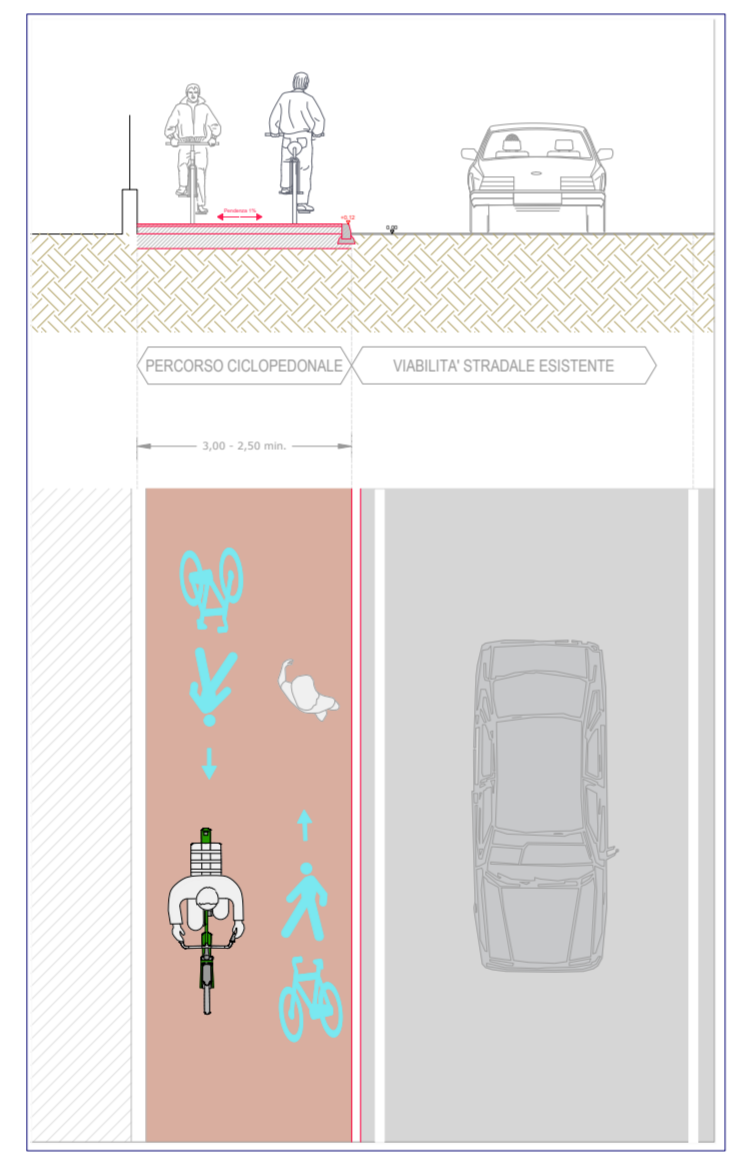 Pendenza 1%
+0,12
0,00
PERCORSO CICLOPEDONALE
VIABILITA' STRADALE ESISTENTE
3,00 - 2,50 min.